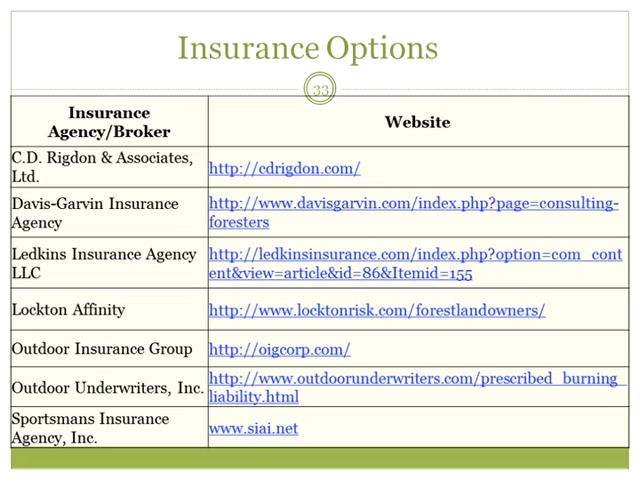 Insurance Options
33
Insurance
Agency/Broker
Website
C.D. Rigdon & Associates,
Ltd.
http://cdrigdon.com/
Davis-Garvin Insurance
Agency
http://www.davisgarvin.com/index.php?page=consulting-
foresters
Ledkins Insurance Agency
LLC
http://ledkinsinsurance.com/index.php?option=com_cont
ent&view=article&id=86&Itemid=155
Lockton Affinity
http://www.locktonrisk.com/forestlandowners/
Outdoor Insurance Group
http://oigcorp.com/
Outdoor Underwriters, Inc.
http://www.outdoorunderwriters.com/prescribed_burning_
liability.html
Sportsmans Insurance
Agency, Inc.
www.siai.net